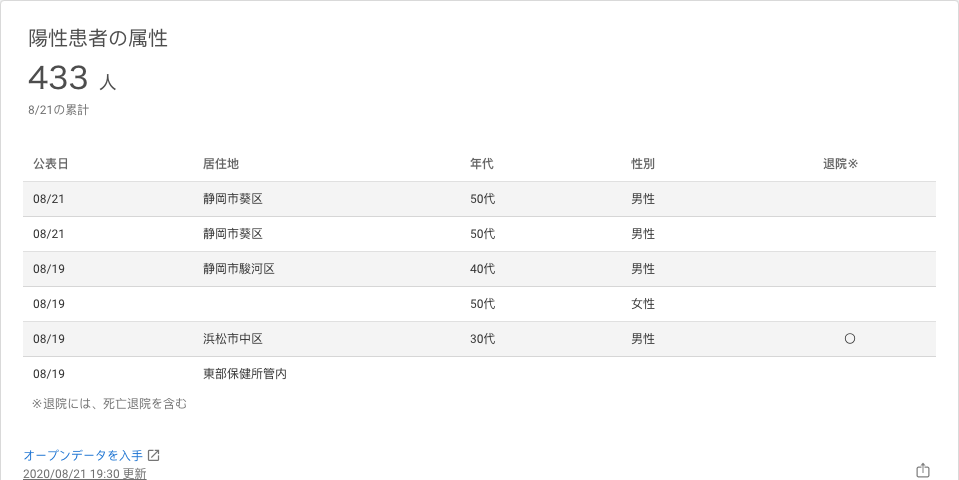 陽性患者の属性
433 人
8/21の累計
公表日 居住地 年代 性別 退院※
08/21 静岡市葵区 50代 男性
08/21 静岡市葵区 50代 男性
08/19 静岡市駿河区 40代 男性
08/19 50代 女性
08/19 浜松市中区 30代 男性 ○
08/19 東部保健所管内
※退院には、死亡退院を含む
オープンデータを入手
2020/08/21 19:30 更新